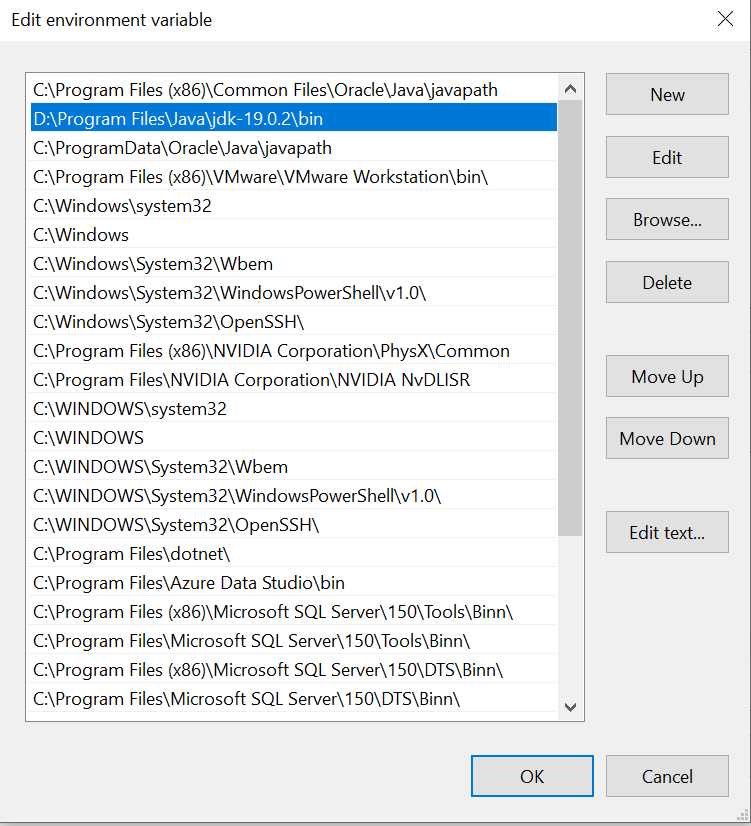 Edit environment variable
C:\Program Files (x86)\Common Files\Oracle\Java\javapath
D:\Program Files\Java\jdk-19.0.2\bin
C:\ProgramData\Oracle\Java\javapath
C:\Program Files (x86)\VMware\VMware Workstation\bin\
C:\Windows\system32
C:\Windows
C:\Windows\System32\Wbem
C:\Windows\System32\WindowsPowerShell\v1.0\
C:\Windows\System32\OpenSSH\
C:\Program Files (x86)\NVIDIA Corporation\PhysX\Common
C:\Program Files\NVIDIA Corporation\NVIDIA NvDLISR
C:\WINDOWS\system32
C:\WINDOWS
C:\WINDOWS\System32\Wbem
C:\WINDOWS\System32\WindowsPowerShell\v1.0\
C:\WINDOWS\System32\OpenSSH\
C:\Program Files\dotnet\
C:\Program Files\Azure Data Studio\bin
C:\Program Files (x86)\Microsoft SQL Server\150\Tools\Binn\
C:\Program Files\Microsoft SQL Server\150\Tools\Binn\
C:\Program Files (x86)\Microsoft SQL Server\150\DTS\Binn\
C:\Program Files\Microsoft SQL Server\150\DTS\Binn\
New
Edit
Browse...
Delete
Move Up
Move Down
Edit text...
OK
Cancel